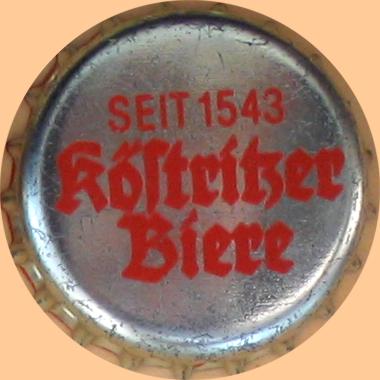 SEIT 1543
Köſtritzer
Biere